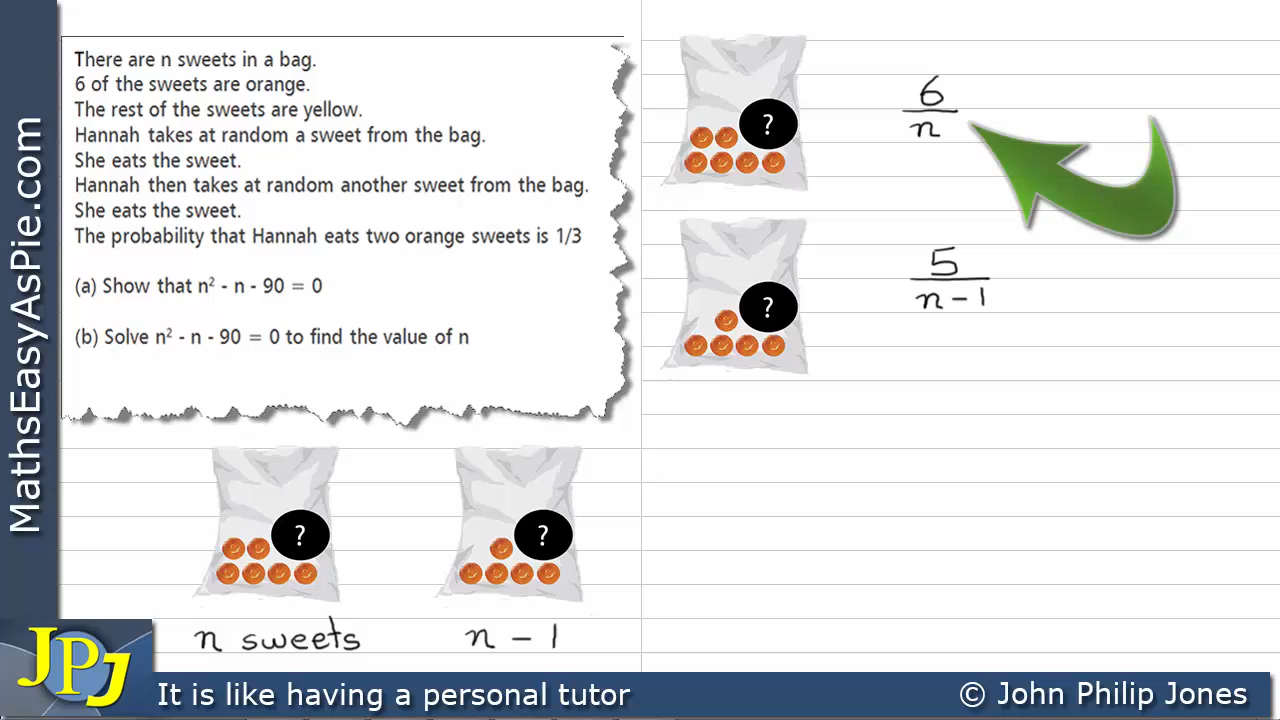 There are n sweets in a bag.
6 of the sweets are orange.
The rest of the sweets are yellow.
Hannah takes at random a sweet from the bag.
She eats the sweet.
Hannah then takes at random another sweet from the bag.
She eats the sweet.
The probability that Hannah eats two orange sweets is 1/3
(a) Show that n² - n - 90 = 0
(b) Solve n² - n - 90 = 0 to find the value of n
?
?
n sweets
n - 1
?
6
n
?
5
n - 1
MathsEasyAsPie.com
JPJ
It is like having a personal tutor
© John Philip Jones